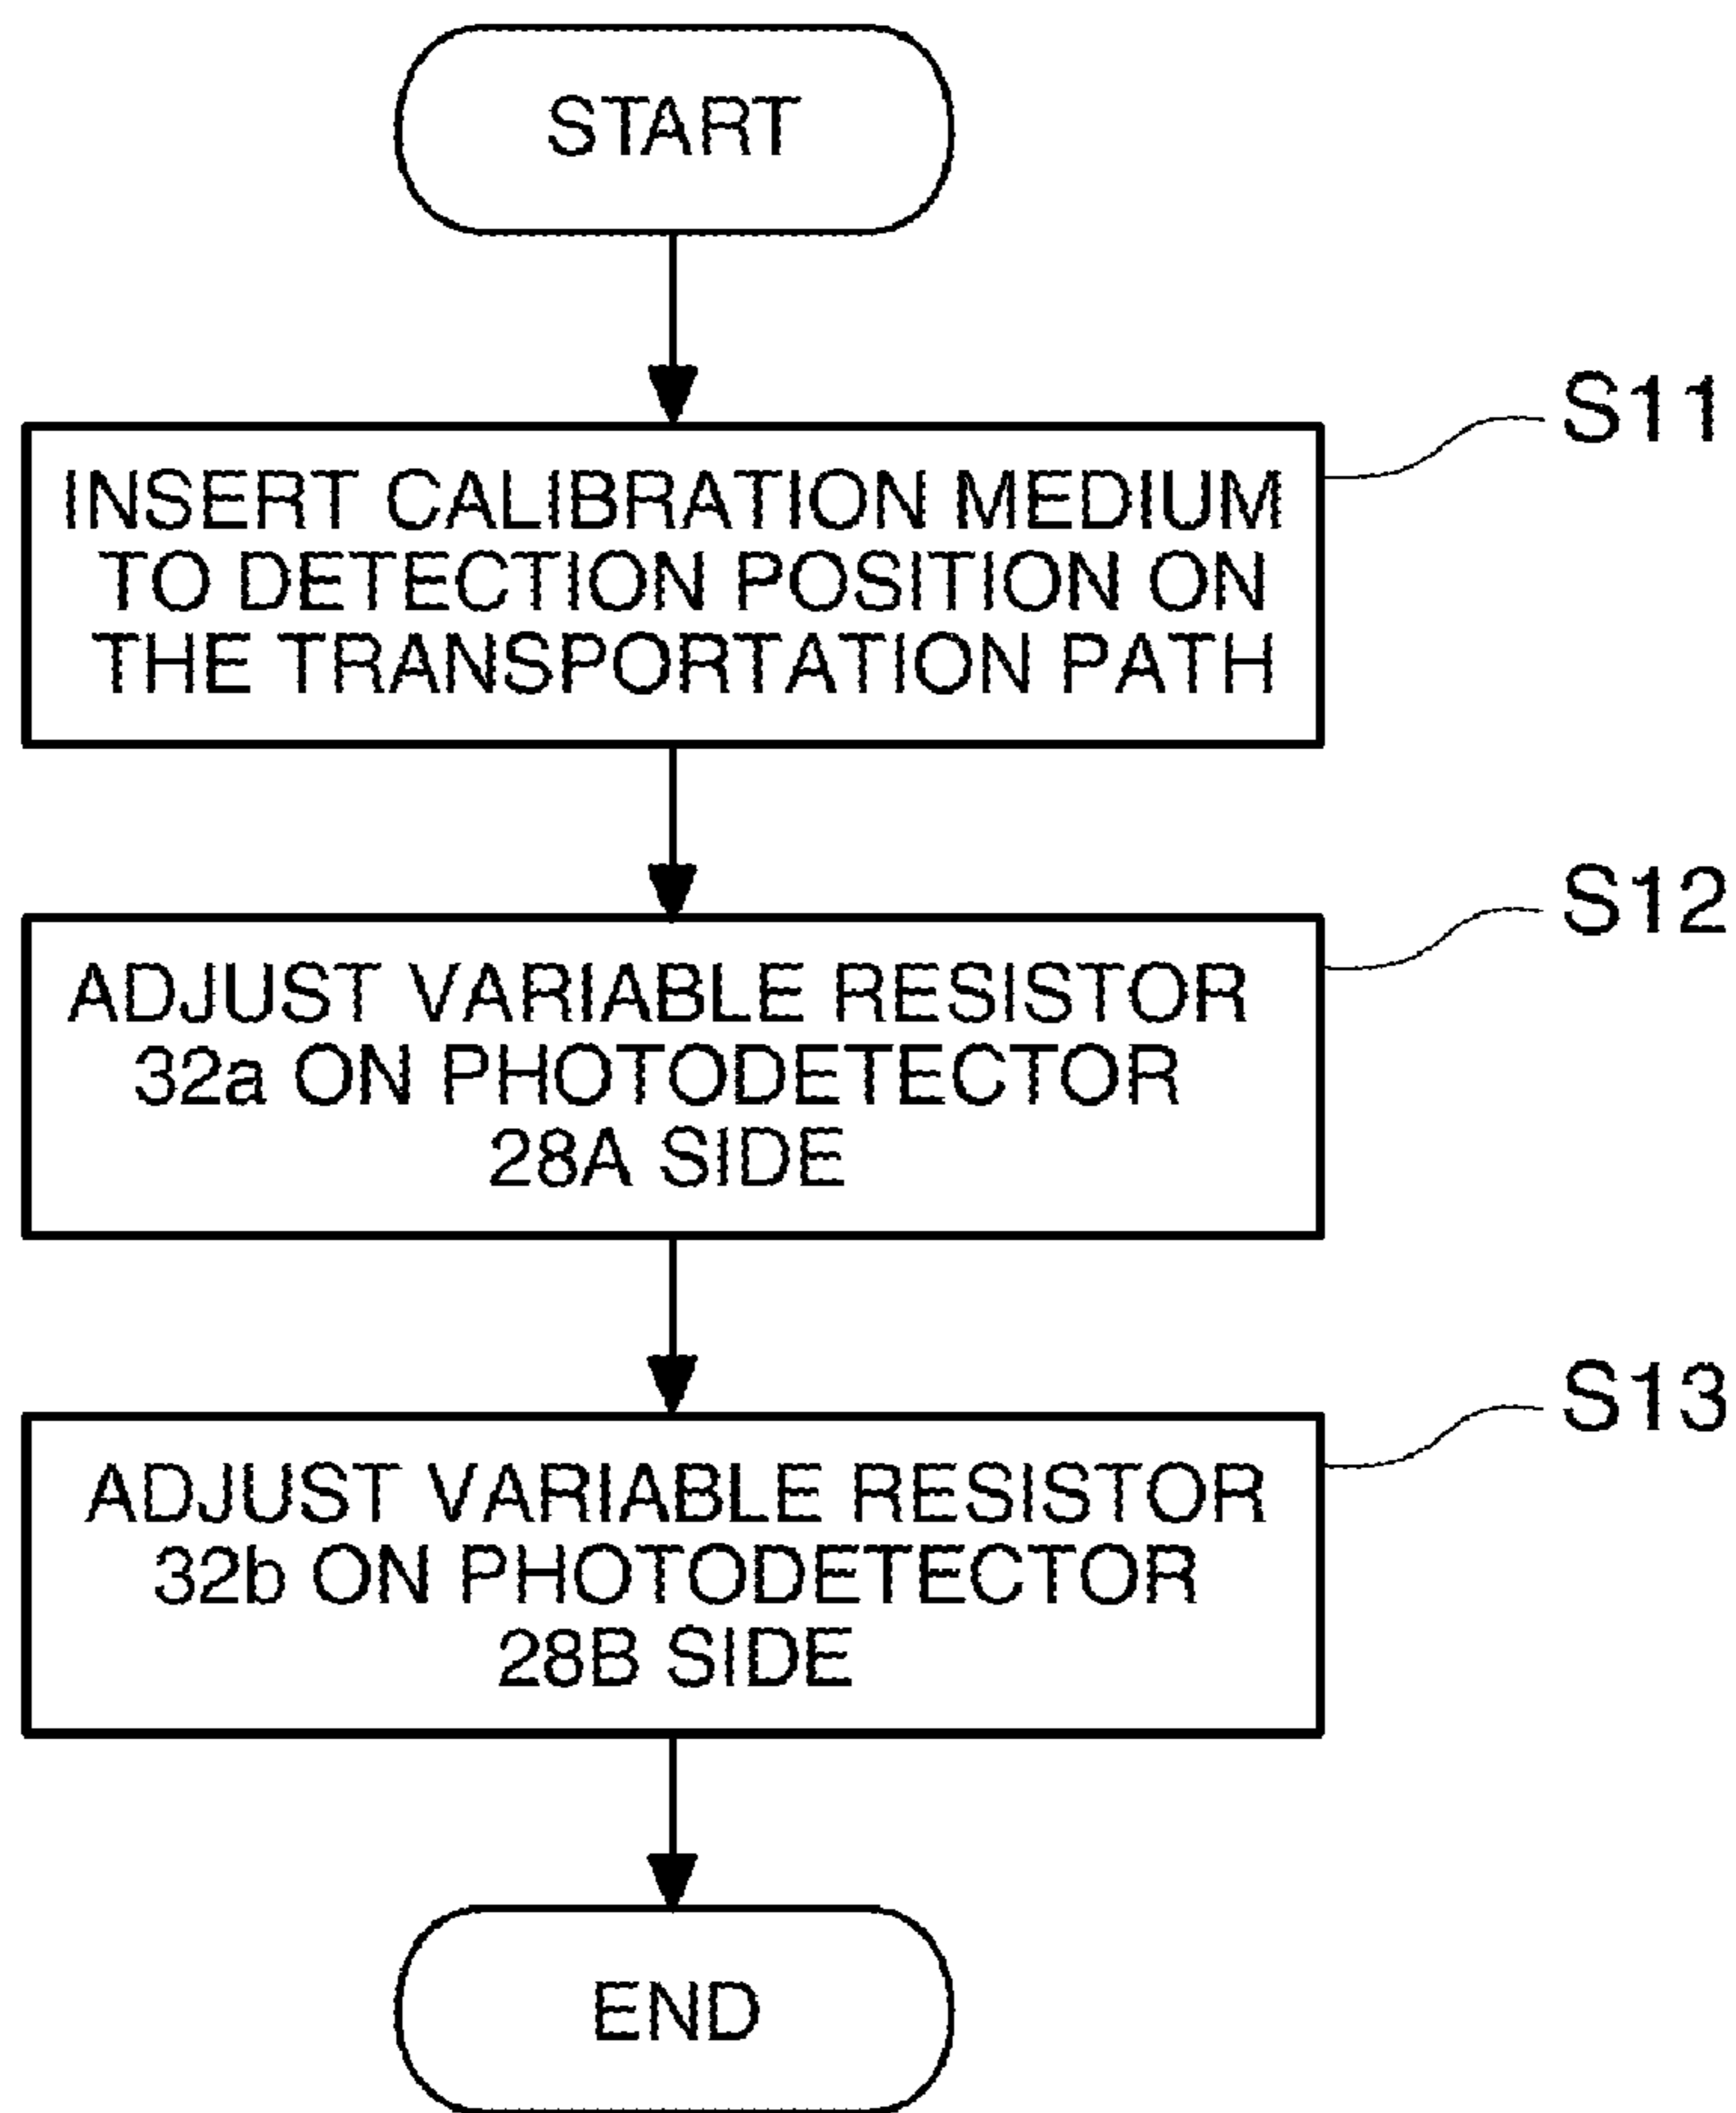 START
S11
INSERT CALIBRATION MEDIUM
TO DETECTION POSITION ON
THE TRANSPORTATION PATH
S12
ADJUST VARIABLE RESISTOR
32a ON PHOTODETECTOR
28A SIDE
S13
ADJUST VARIABLE RESISTOR
32b ON PHOTODETECTOR
28B SIDE
END